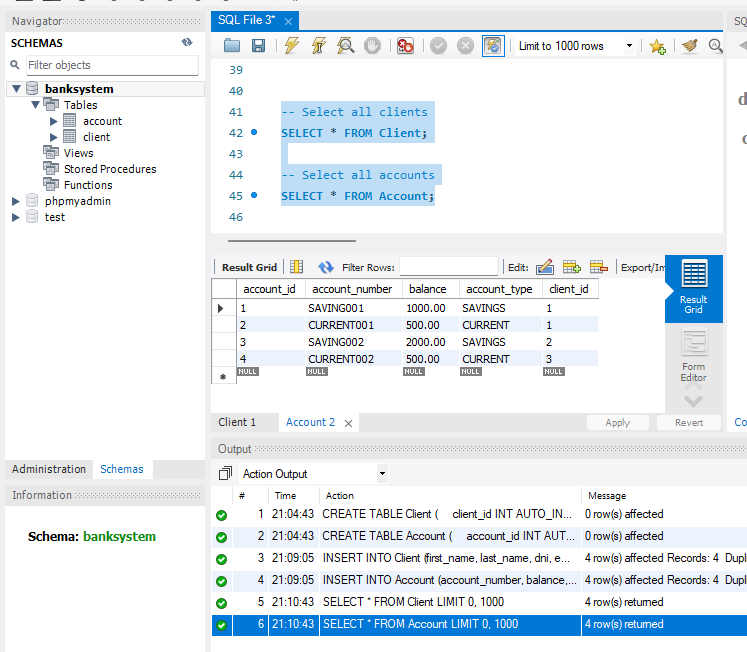 Navigator
SCHEMAS
Filter objects
banksystem
Tables
account
client
Views
Stored Procedures
Functions
phpmyadmin
test
Administration Schemas
Information
Schema: banksystem
SQL File 3*
Limit to 1000 rows
39
40
41 -- Select all clients
42 SELECT * FROM Client;
43
44 -- Select all accounts
45 SELECT * FROM Account;
46
Result Grid Filter Rows: Edit: Export/Im
account_id account_number balance account_type client_id
1 SAVING001 1000.00 SAVINGS 1
2 CURRENT001 500.00 CURRENT 1
3 SAVING002 2000.00 SAVINGS 2
4 CURRENT002 500.00 CURRENT 3
NULL NULL NULL NULL NULL
Result
Grid
Form
Editor
Client 1 Account 2 Apply Revert
Output
Action Output
# Time Action Message
1 21:04:43 CREATE TABLE Client ( client_id INT AUTO_IN... 0 row(s) affected
2 21:04:43 CREATE TABLE Account ( account_id INT AUT... 0 row(s) affected
3 21:09:05 INSERT INTO Client (first_name, last_name, dni, e... 4 row(s) affected Records: 4 Dupl
4 21:09:05 INSERT INTO Account (account_number, balance,... 4 row(s) affected Records: 4 Dupl
5 21:10:43 SELECT * FROM Client LIMIT 0, 1000 4 row(s) returned
6 21:10:43 SELECT * FROM Account LIMIT 0, 1000 4 row(s) returned
SQ
d
Co